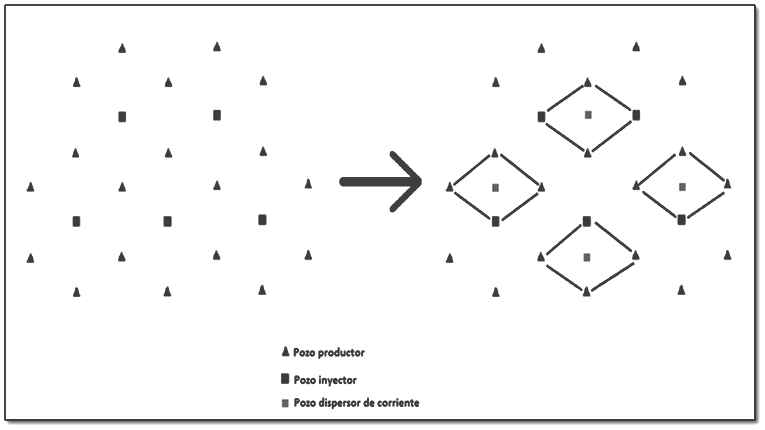 Pozo productor
Pozo inyector
Pozo dispersor de corriente